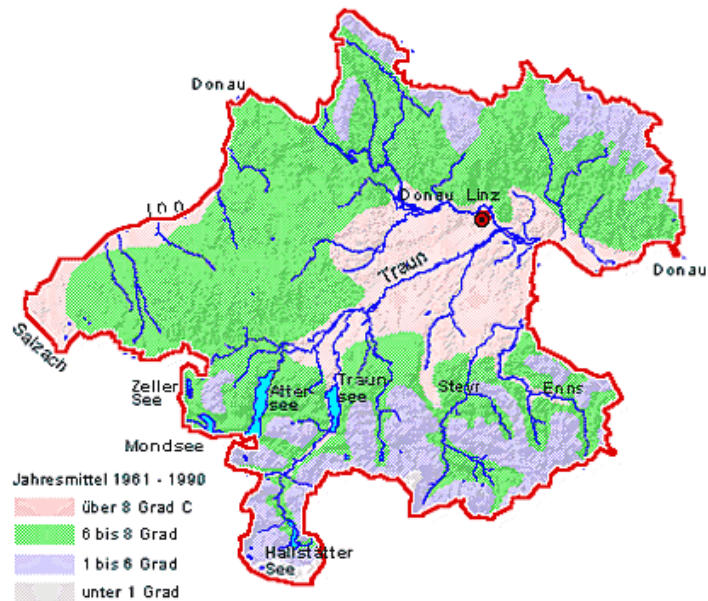 Donau
Inn
Donau
Linz
Traun
Donau
Salzach
Zeller
See
Atter
see
Traun
see
Steyr
Enns
Mondsee
Jahresmittel 1961 - 1990
über 8 Grad C
6 bis 8 Grad
1 bis 6 Grad
unter 1 Grad
Hallstätter
See